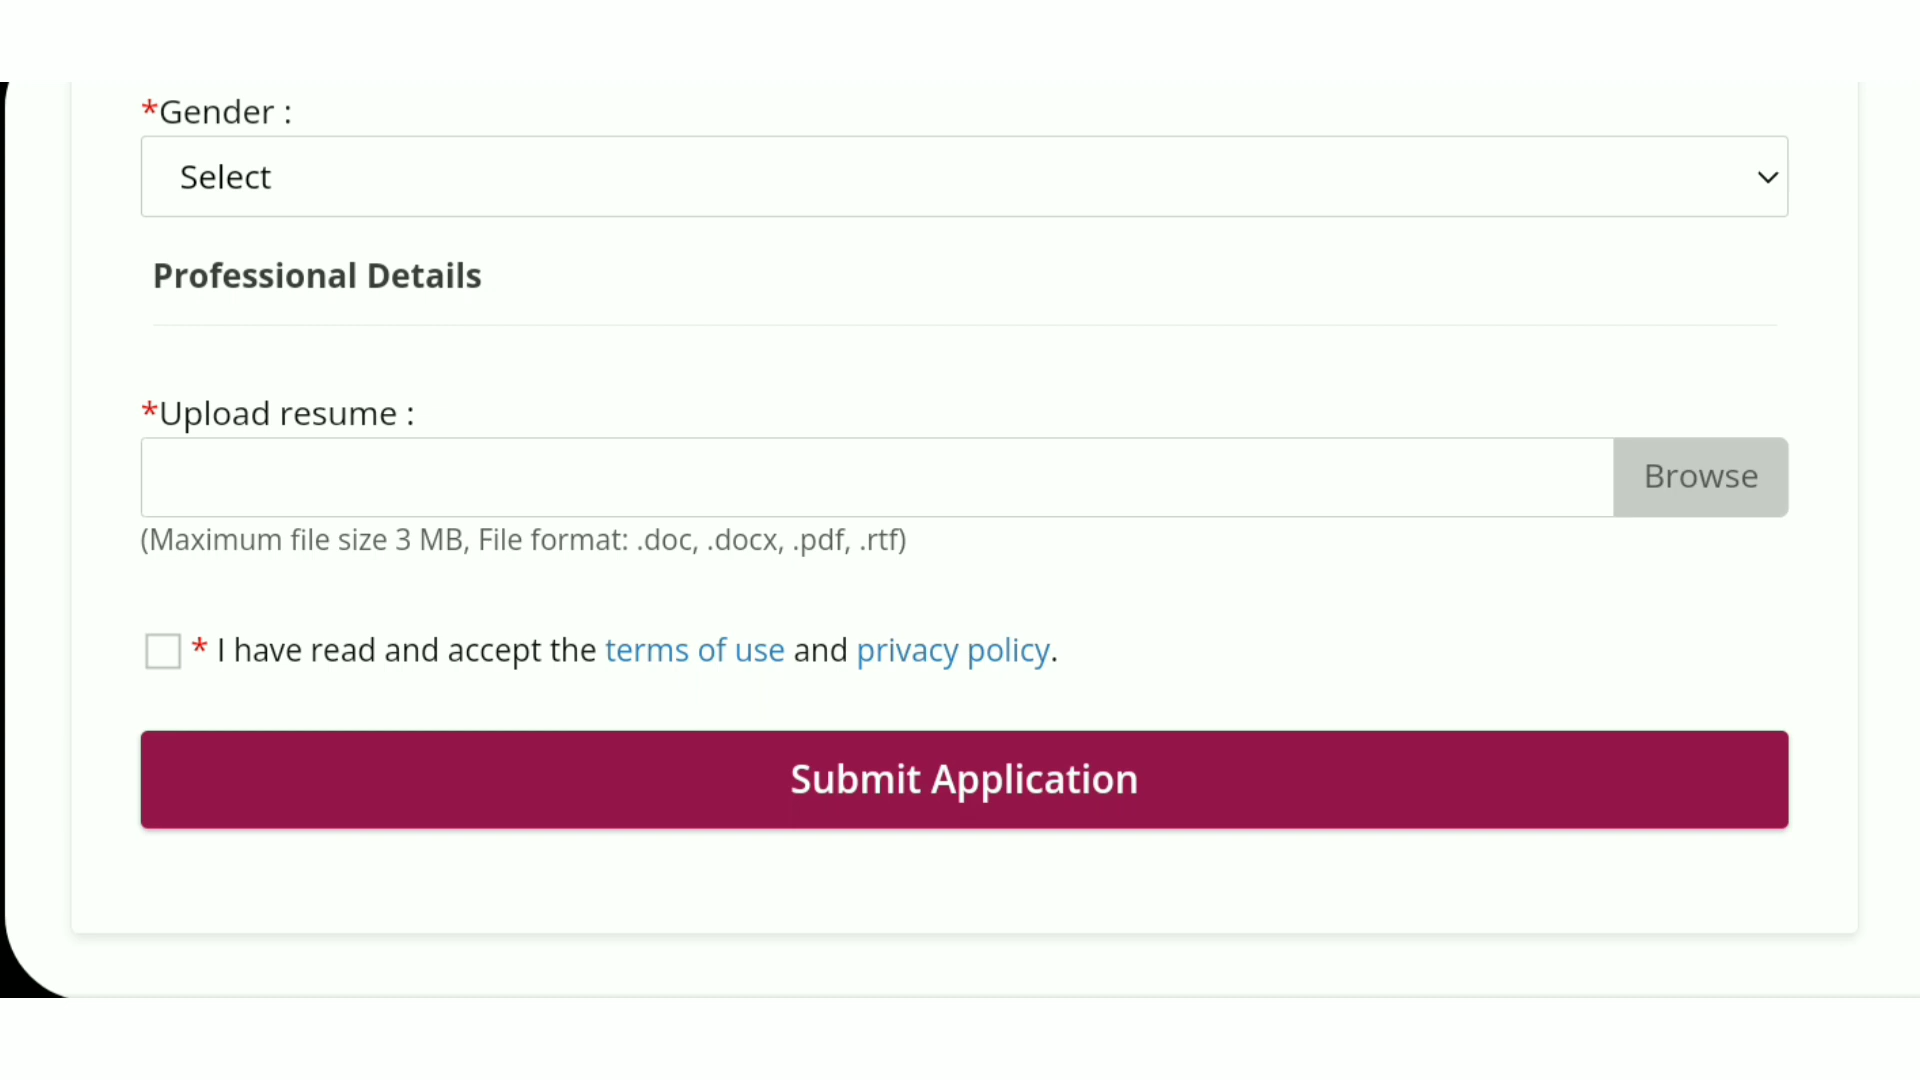 *Gender :
Select
Professional Details
*Upload resume :
Browse
(Maximum file size 3 MB, File format: .doc, .docx, .pdf, .rtf)
* I have read and accept the terms of use and privacy policy.
Submit Application